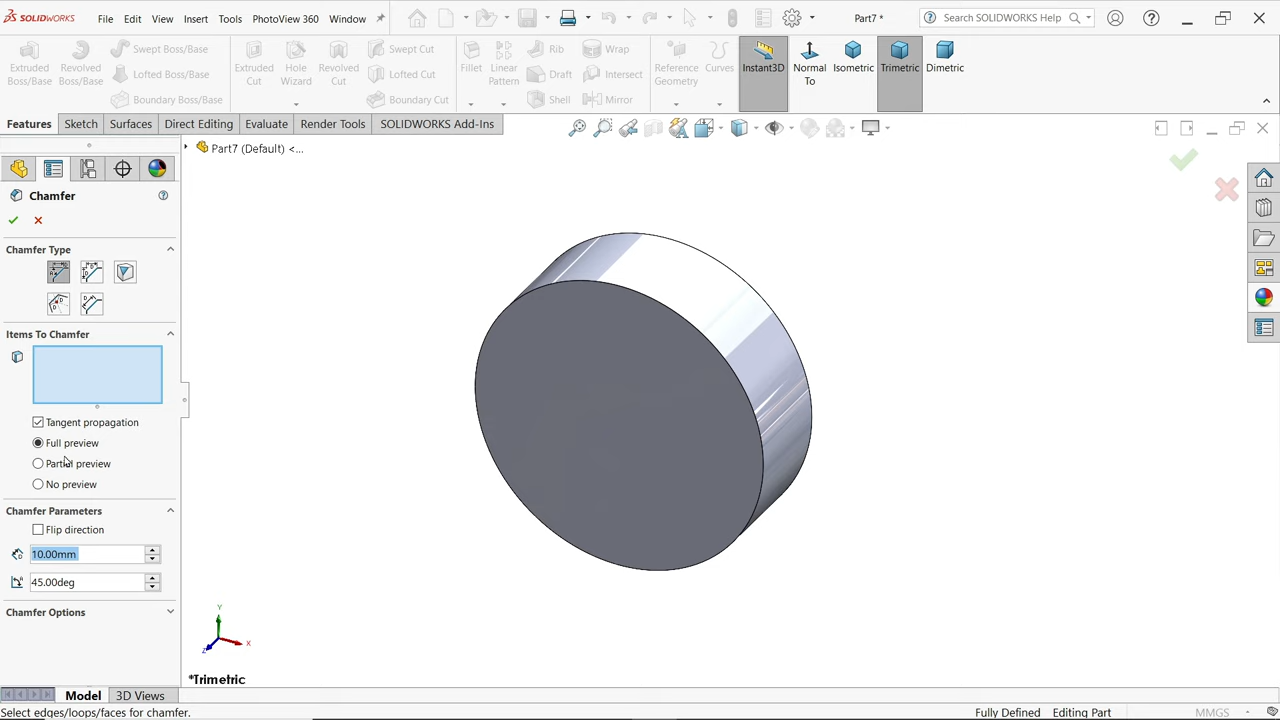 SOLIDWORKS File Edit View Insert Tools PhotoView 360 Window Part7 * Search SOLIDWORKS Help
Extruded Boss/Base
Revolved Boss/Base
Swept Boss/Base
Lofted Boss/Base
Boundary Boss/Base
Extruded Cut
Hole Wizard
Revolved Cut
Swept Cut
Lofted Cut
Boundary Cut
Fillet
Linear Pattern
Rib
Draft
Shell
Wrap
Intersect
Mirror
Reference Geometry
Curves
Instant3D
Normal To
Isometric
Trimetric
Dimetric
Features Sketch Surfaces Direct Editing Evaluate Render Tools SOLIDWORKS Add-Ins
Part7 (Default) <...
Chamfer
Chamfer Type
Items To Chamfer
Tangent propagation
Full preview
Partial preview
No preview
Chamfer Parameters
Flip direction
10.00mm
45.00deg
Chamfer Options
Y
X
Z
*Trimetric
Model 3D Views
Select edges/loops/faces for chamfer. Fully Defined Editing Part MMGS